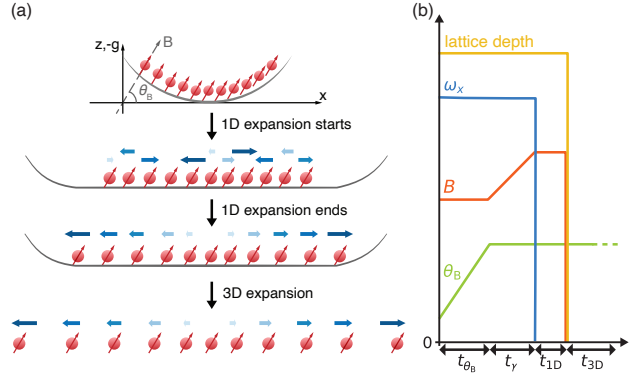 (a)
z,-g
B
θB
x
1D expansion starts
1D expansion ends
3D expansion
(b)
lattice depth
ωx
B
θB
0
tθB
tγ
t1D
t3D